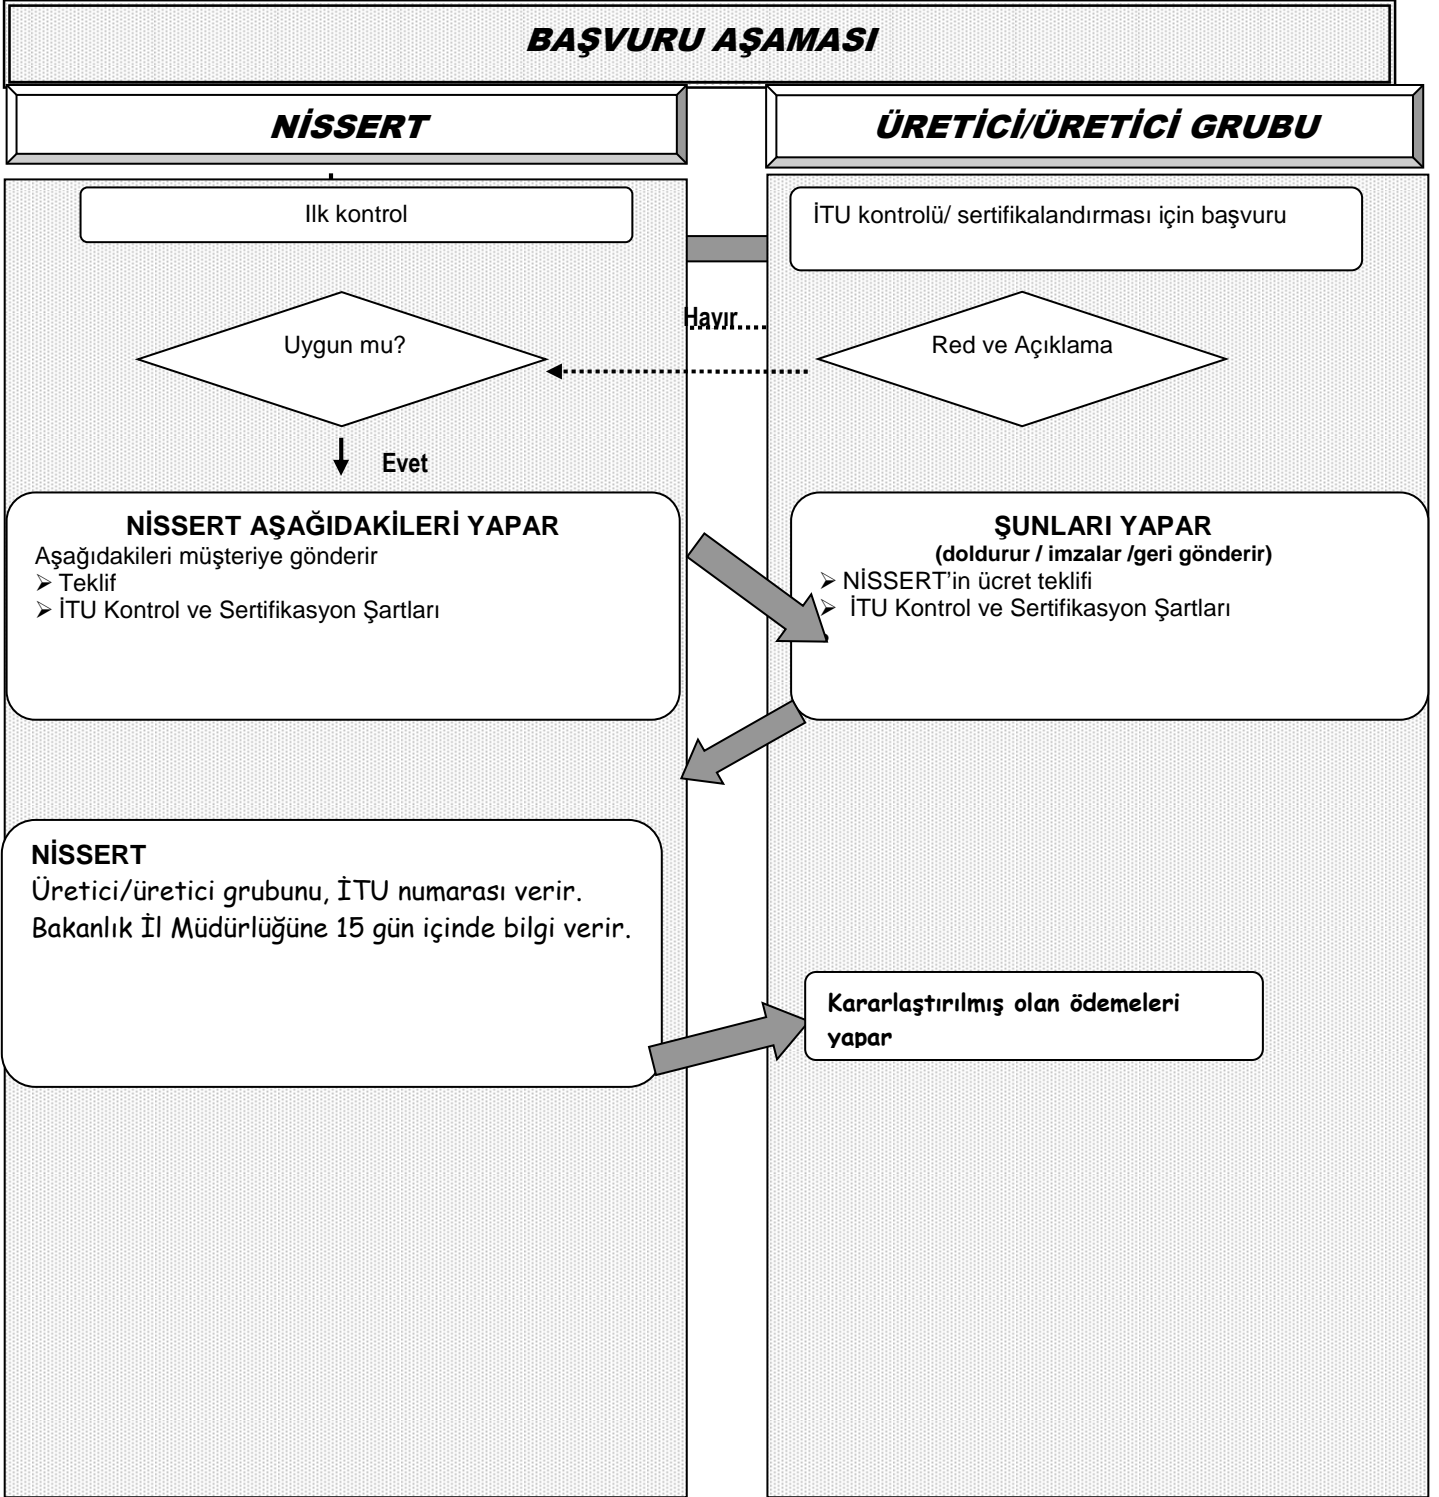 BAŞVURU AŞAMASI
NİSSERT
ÜRETİCİ/ÜRETİCİ GRUBU
Ilk kontrol
İTU kontrolü/ sertifikalandırması için başvuru
Uygun mu?
Hayır
Red ve Açıklama
Evet
NİSSERT AŞAĞIDAKİLERİ YAPAR
Aşağıdakileri müşteriye gönderir
➢ Teklif
➢ İTU Kontrol ve Sertifikasyon Şartları
ŞUNLARI YAPAR
(doldurur / imzalar /geri gönderir)
➢ NİSSERT’in ücret teklifi
➢ İTU Kontrol ve Sertifikasyon Şartları
NİSSERT
Üretici/üretici grubunu, İTU numarası verir.
Bakanlık İl Müdürlüğüne 15 gün içinde bilgi verir.
Kararlaştırılmış olan ödemeleri
yapar